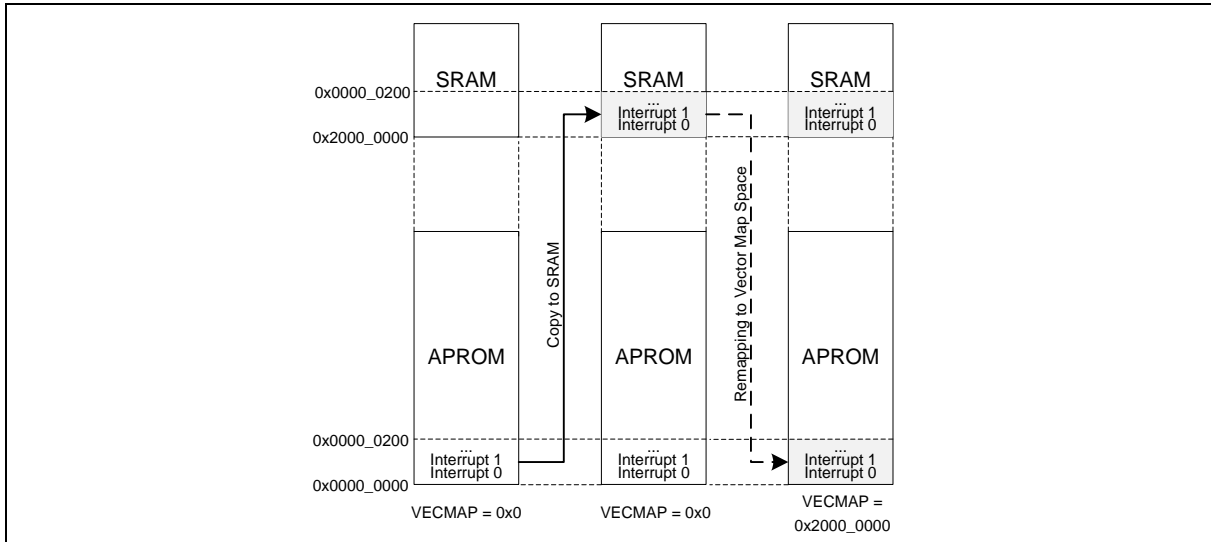 SRAM
SRAM
SRAM
0x0000_0200
...
Interrupt 1
Interrupt 0
...
Interrupt 1
Interrupt 0
0x2000_0000
Copy to SRAM
Remapping to Vector Map Space
APROM
APROM
APROM
0x0000_0200
...
Interrupt 1
Interrupt 0
...
Interrupt 1
Interrupt 0
...
Interrupt 1
Interrupt 0
0x0000_0000
VECMAP = 0x0
VECMAP = 0x0
VECMAP =
0x2000_0000